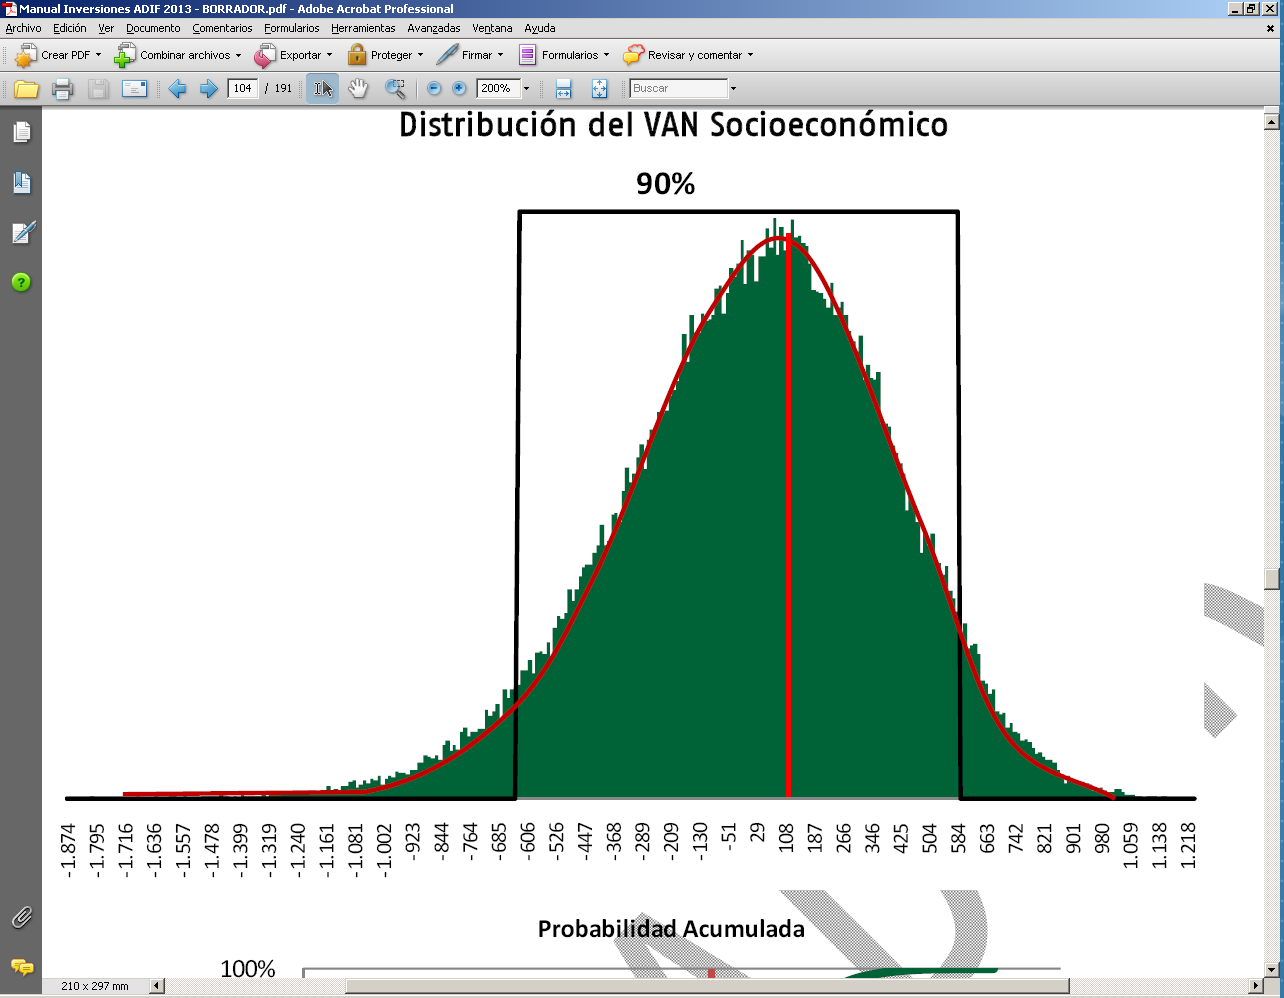 Manual Inversiones ADIF 2013 - BORRADOR.pdf - Adobe Acrobat Professional
Archivo Edición Ver Documento Comentarios Formularios Herramientas Avanzadas Ventana Ayuda
Crear PDF Combinar archivos Exportar Proteger Firmar Formularios Revisar y comentar
104 / 191 200% Buscar
Distribución del VAN Socioeconómico
90%
-1.874 -1.795 -1.716 -1.636 -1.557 -1.478 -1.399 -1.319 -1.240 -1.161 -1.081 -1.002 -923 -844 -764 -685 -606 -526 -447 -368 -289 -209 -130 -51 29 108 187 266 346 425 504 584 663 742 821 901 980 1.059 1.138 1.218
Probabilidad Acumulada
100%
210 x 297 mm